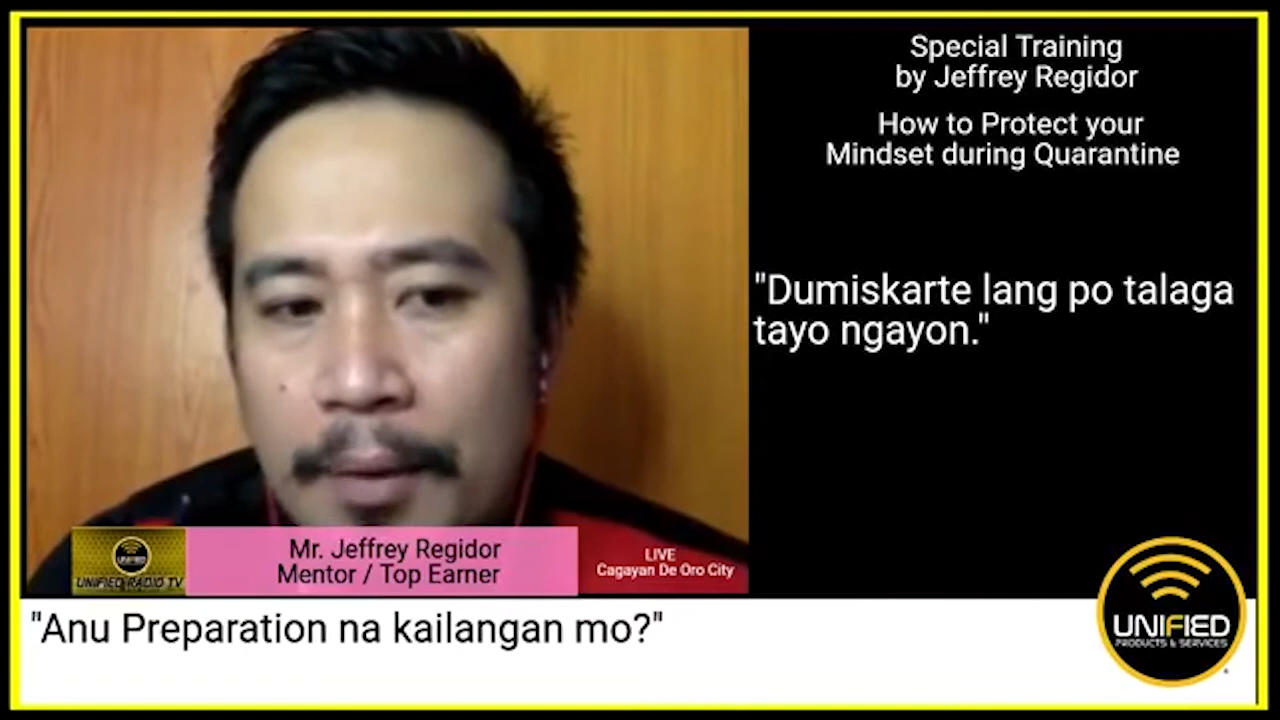 Special Training
by Jeffrey Regidor
How to Protect your
Mindset during Quarantine
"Dumiskarte lang po talaga
tayo ngayon."
UNIFIED
UNIFIED RADIO TV
Mr. Jeffrey Regidor
Mentor / Top Earner
LIVE
Cagayan De Oro City
"Anu Preparation na kailangan mo?"
UNIFIED
PRODUCTS & SERVICES